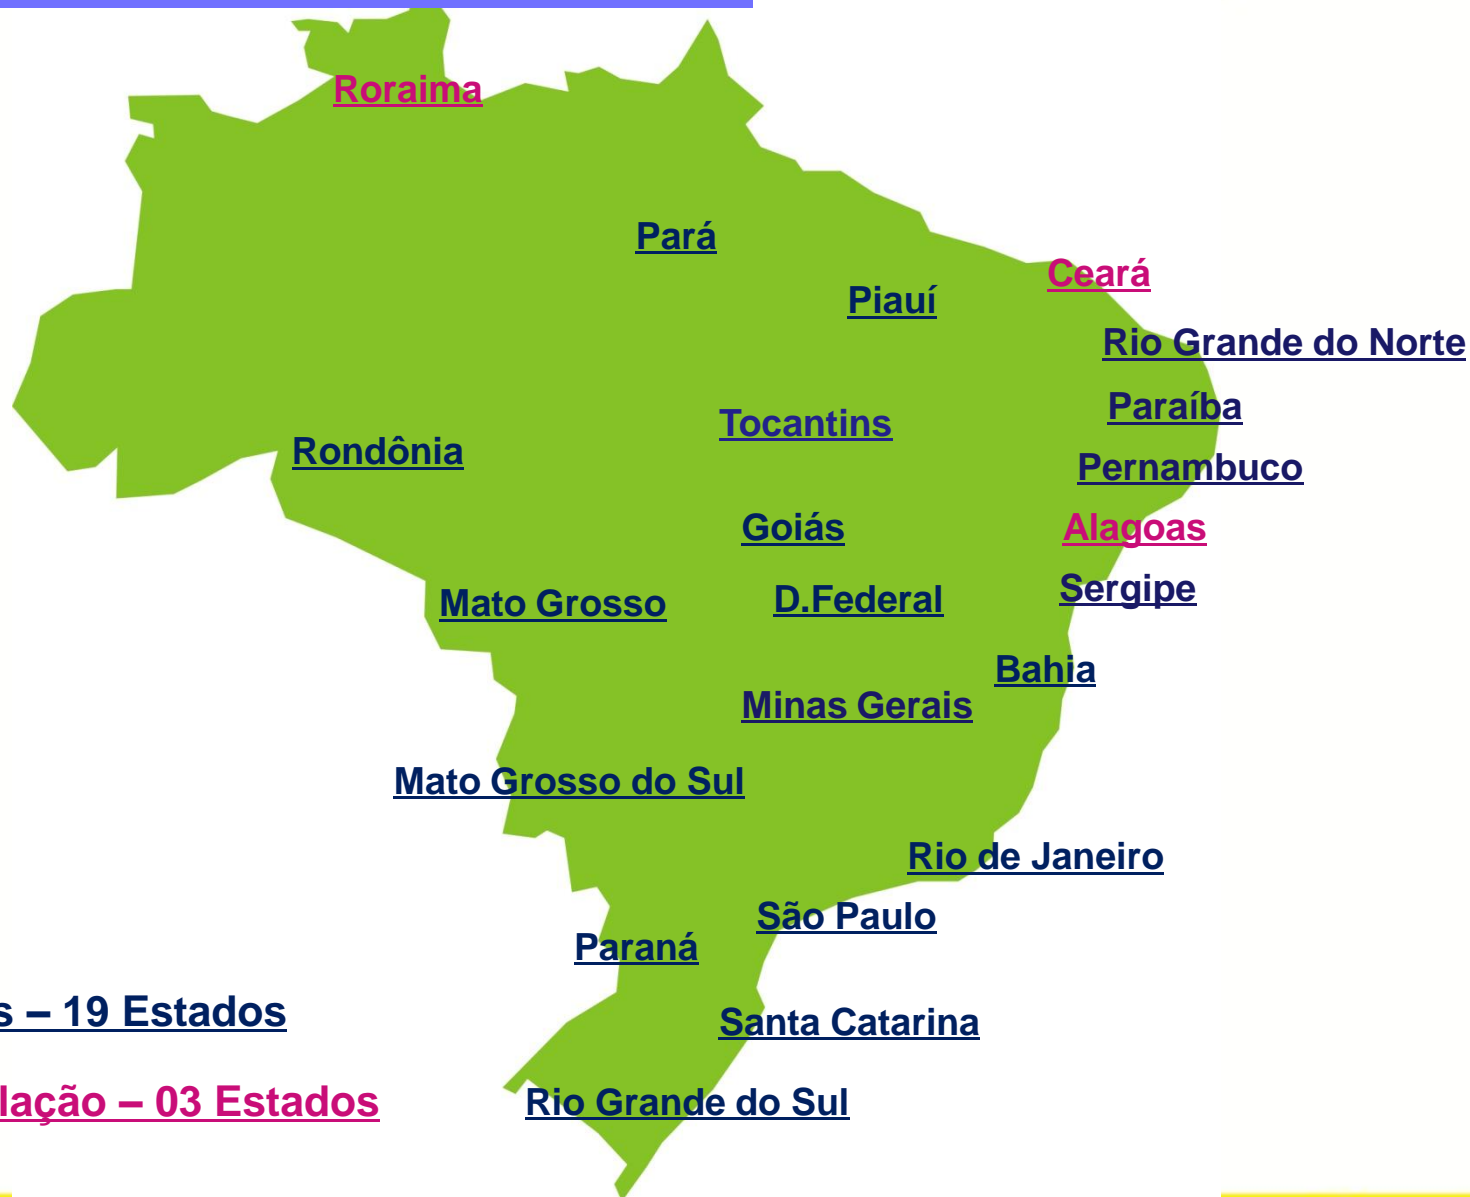 Roraima
Pará
Ceará
Piauí
Rio Grande do Norte
Paraíba
Tocantins
Rondônia
Pernambuco
Goiás
Alagoas
Sergipe
Mato Grosso
D.Federal
Bahia
Minas Gerais
Mato Grosso do Sul
Rio de Janeiro
São Paulo
Paraná
– 19 Estados
Santa Catarina
– 03 Estados
Rio Grande do Sul